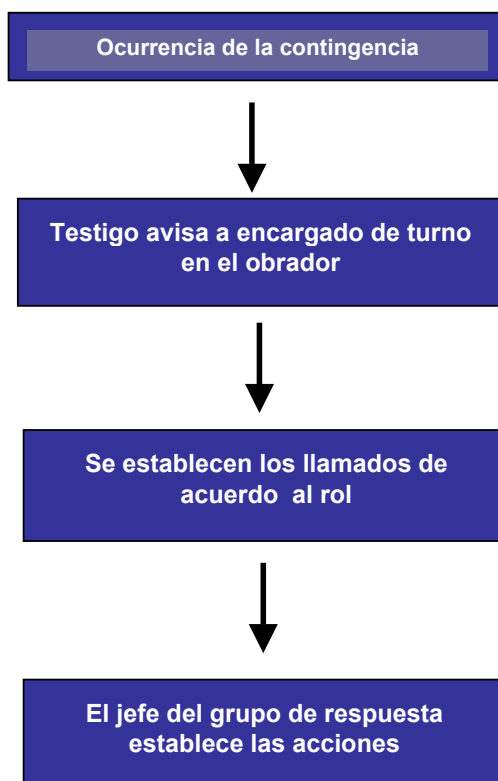 Ocurrencia de la contingencia
Testigo avisa a encargado de turno
en el obrador
Se establecen los llamados de
acuerdo  al rol
El jefe del grupo de respuesta
establece las acciones